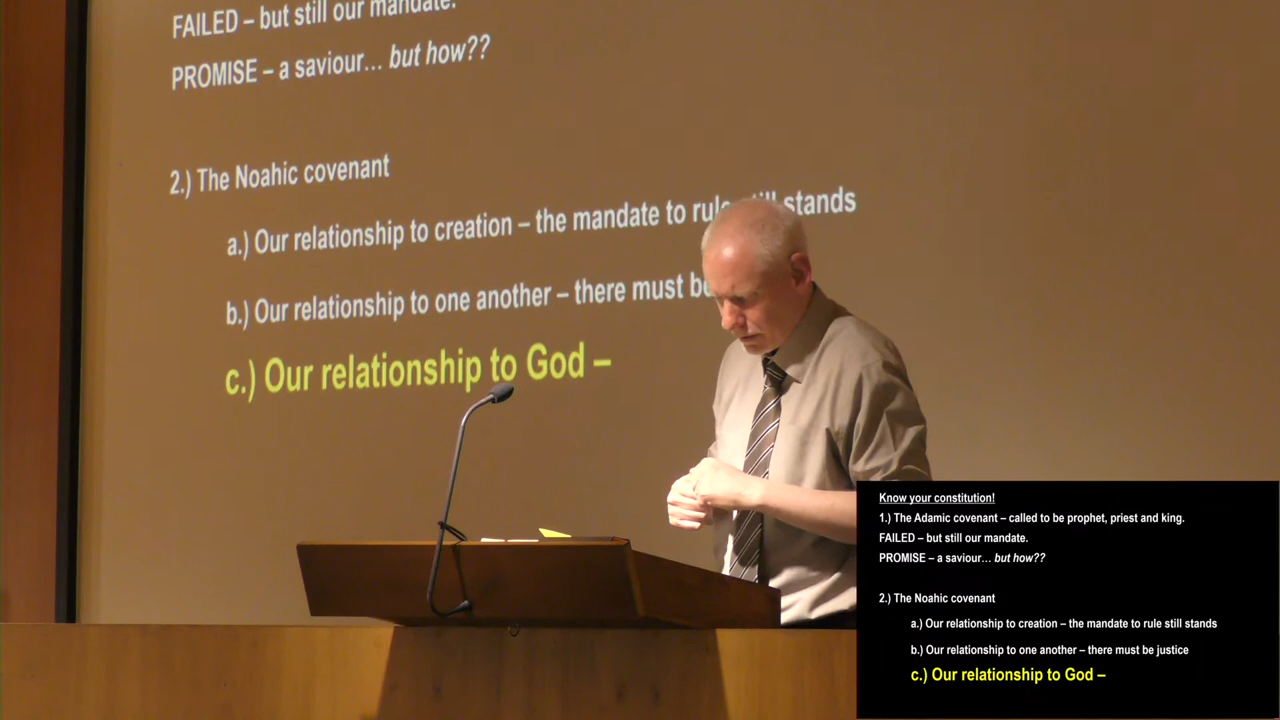 FAILED – but still our mandate.
PROMISE – a saviour… but how??
2.) The Noahic covenant
a.) Our relationship to creation – the mandate to rule still stands
b.) Our relationship to one another – there must be
c.) Our relationship to God –
Know your constitution!
1.) The Adamic covenant – called to be prophet, priest and king.
FAILED – but still our mandate.
PROMISE – a saviour… but how??
2.) The Noahic covenant
a.) Our relationship to creation – the mandate to rule still stands
b.) Our relationship to one another – there must be justice
c.) Our relationship to God –